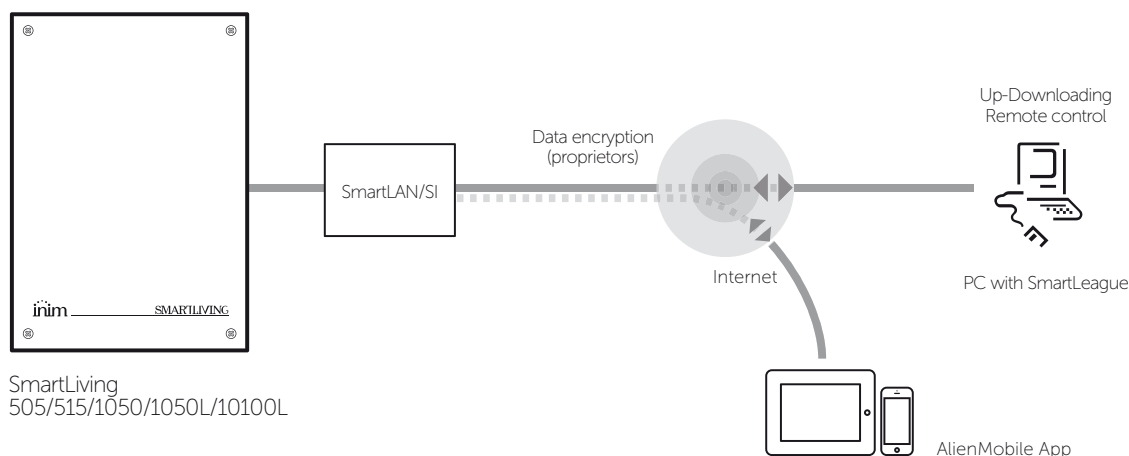 Up-Downloading
Remote control
Data encryption
(proprietors)
SmartLAN/SI
Internet
PC with SmartLeague
inim
SMARTLIVING
SmartLiving
505/515/1050/1050L/10100L
AlienMobile App